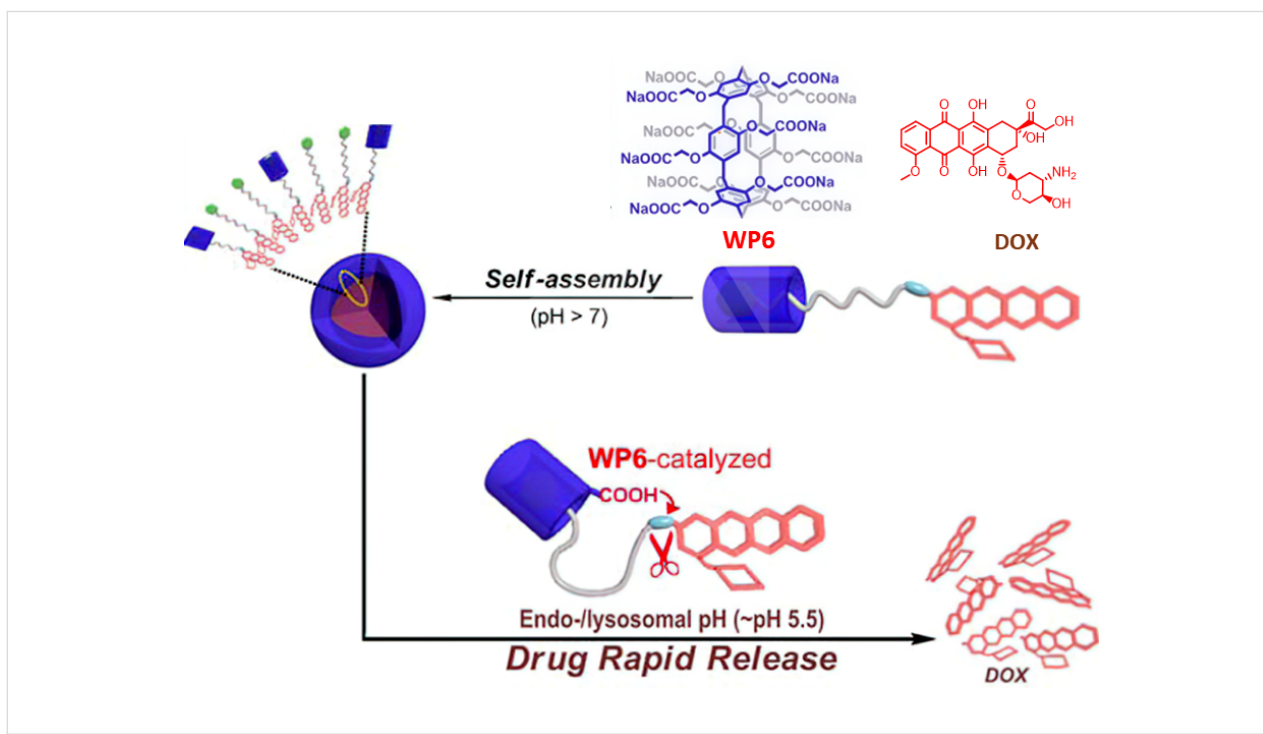 NaOOC O O COONa
NaOOC O O COONa
NaOOC O O COONa
NaOOC O O COONa
NaOOC O O COONa
NaOOC O O COONa
WP6
O OH O
OH
OH
O O OH O
NH₂
O
OH
DOX
Self-assembly
(pH > 7)
WP6-catalyzed
COOH
Endo-/lysosomal pH (~pH 5.5)
Drug Rapid Release
DOX